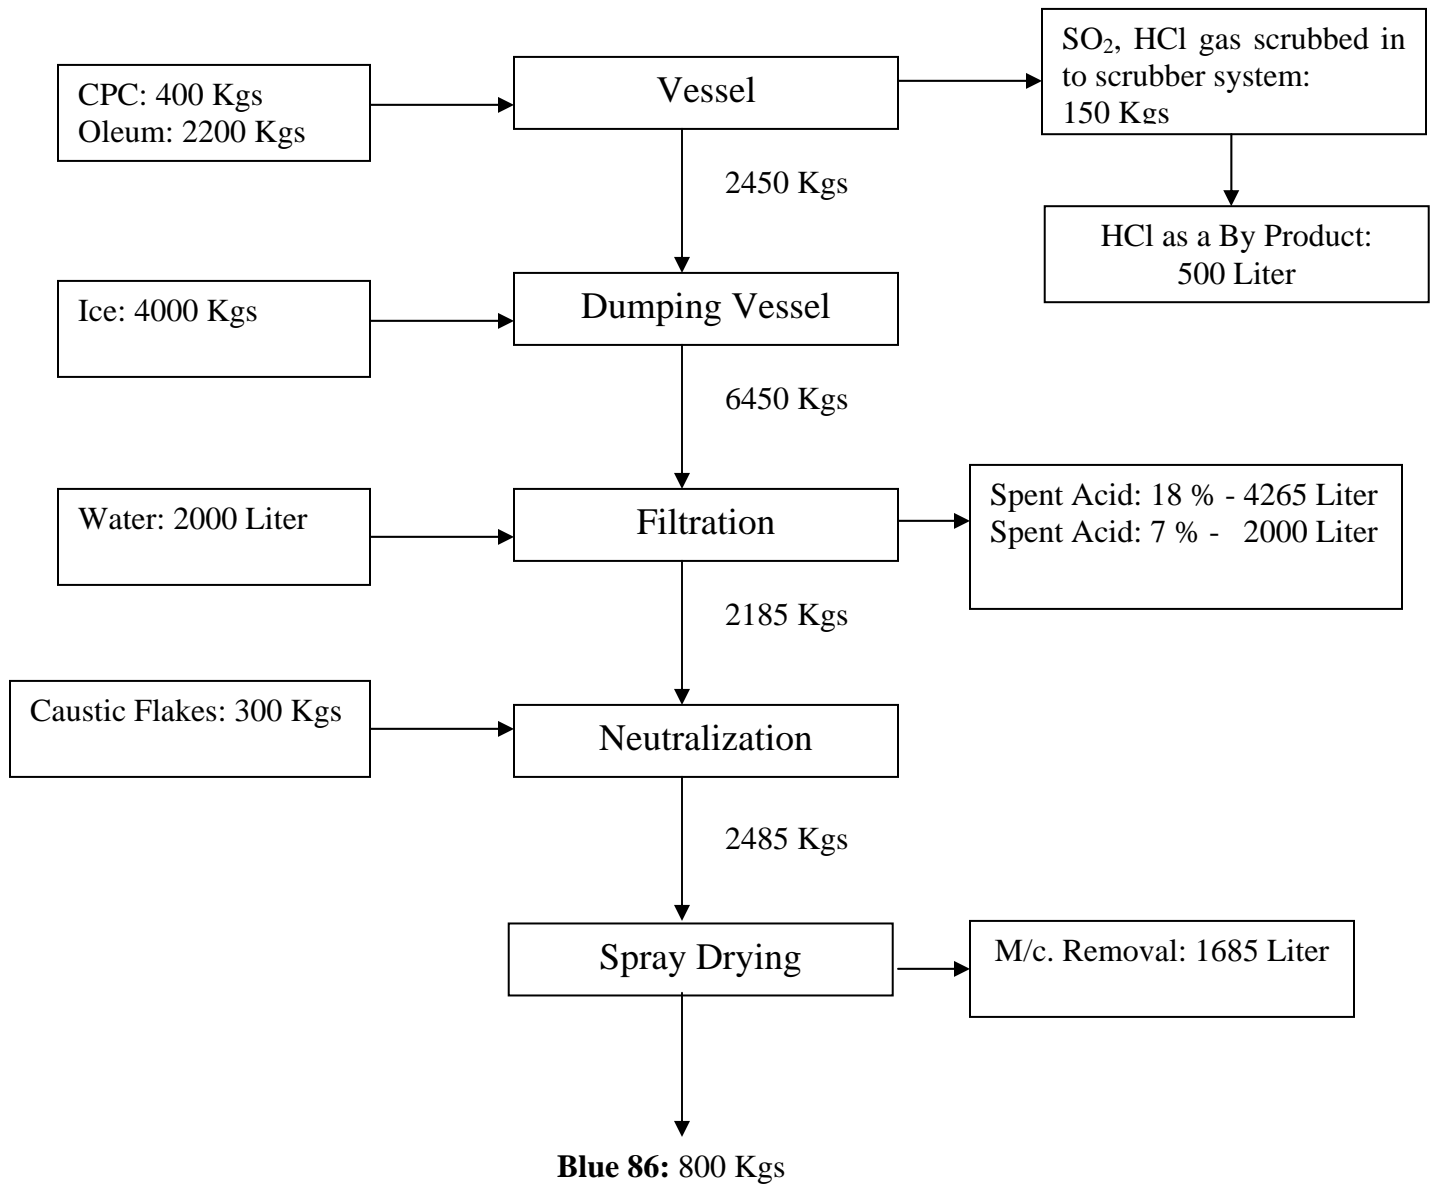 SO₂, HCl gas scrubbed in
to scrubber system:
150 Kgs
CPC: 400 Kgs
Oleum: 2200 Kgs
Vessel
2450 Kgs
HCl as a By Product:
500 Liter
Ice: 4000 Kgs
Dumping Vessel
6450 Kgs
Water: 2000 Liter
Filtration
Spent Acid: 18 % - 4265 Liter
Spent Acid: 7 % - 2000 Liter
2185 Kgs
Caustic Flakes: 300 Kgs
Neutralization
2485 Kgs
Spray Drying
M/c. Removal: 1685 Liter
Blue 86: 800 Kgs